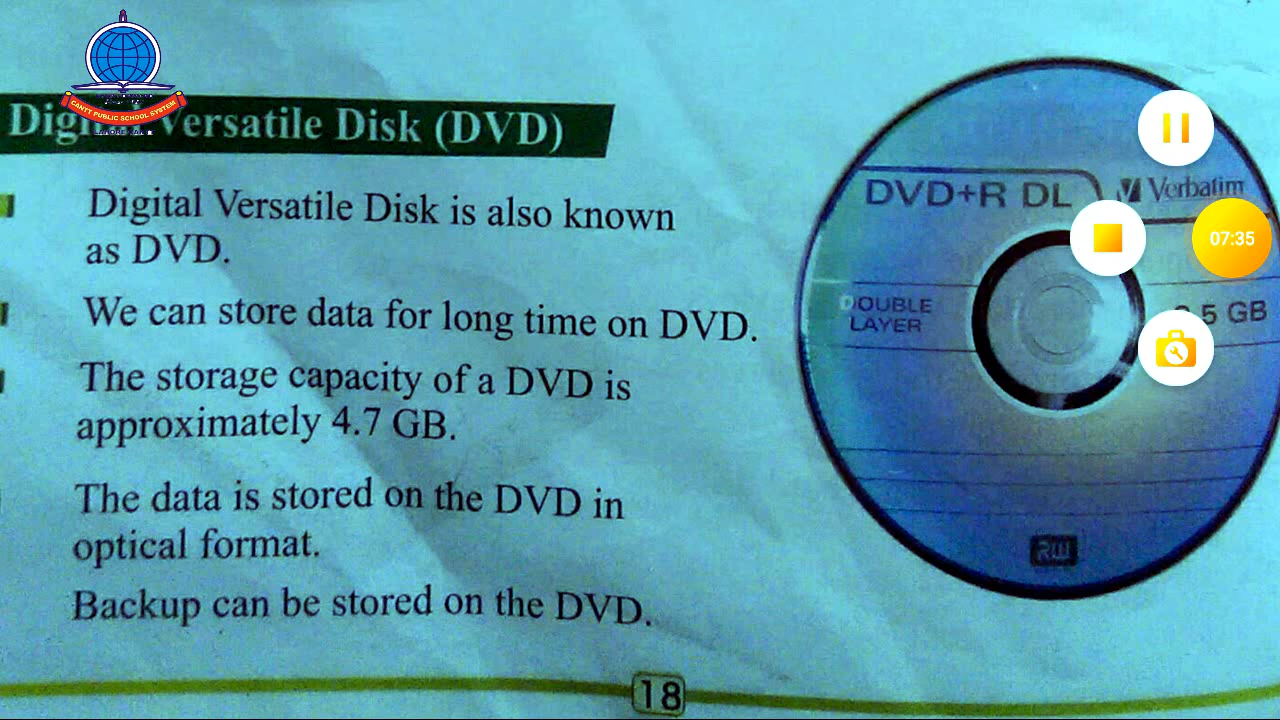 CANTT PUBLIC SCHOOL SYSTEM
Versatile Disk (DVD)
Digital Versatile Disk is also known
as DVD.
We can store data for long time on DVD.
The storage capacity of a DVD is
approximately 4.7 GB.
The data is stored on the DVD in
optical format.
Backup can be stored on the DVD.
18
DVD+R DL
Verbatim
07:35
DOUBLE
LAYER
5 GB
RW